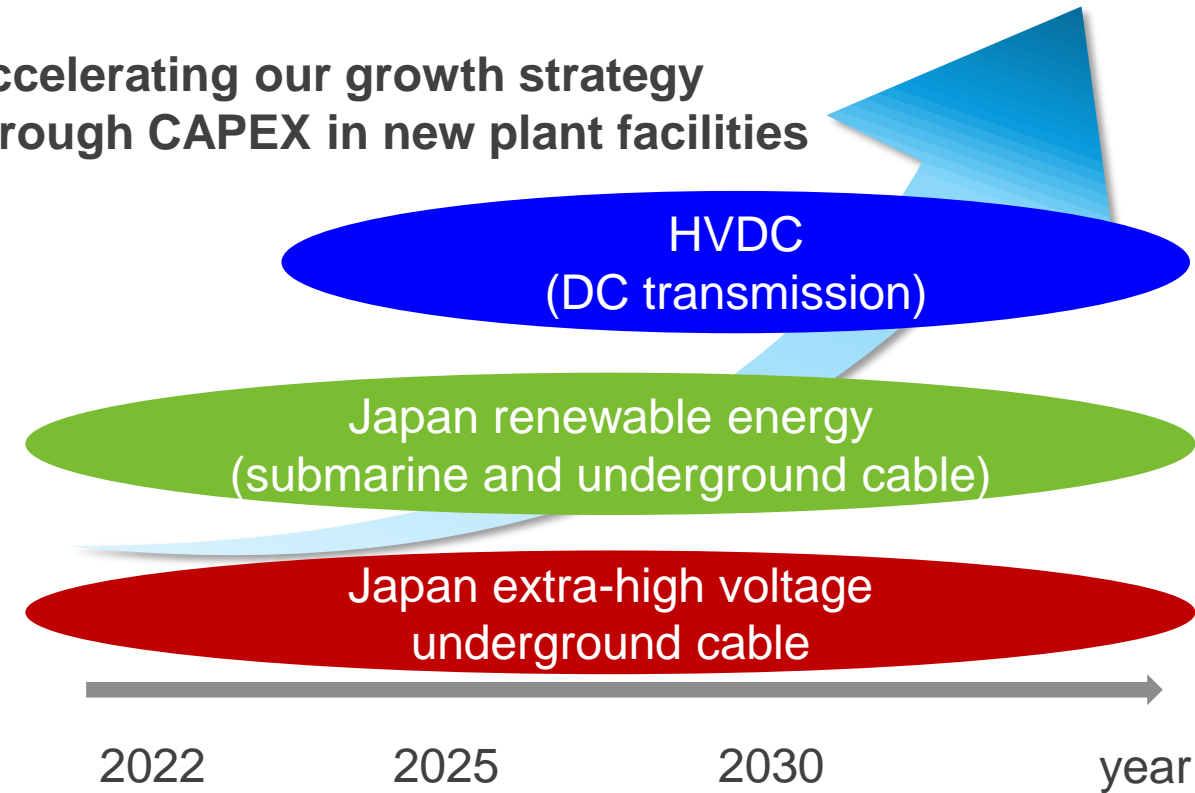 ccelerating our growth strategy
rough CAPEX in new plant facilities
HVDC
(DC transmission)
Japan renewable energy
(submarine and underground cable)
Japan extra-high voltage
underground cable
2022 2025 2030 year